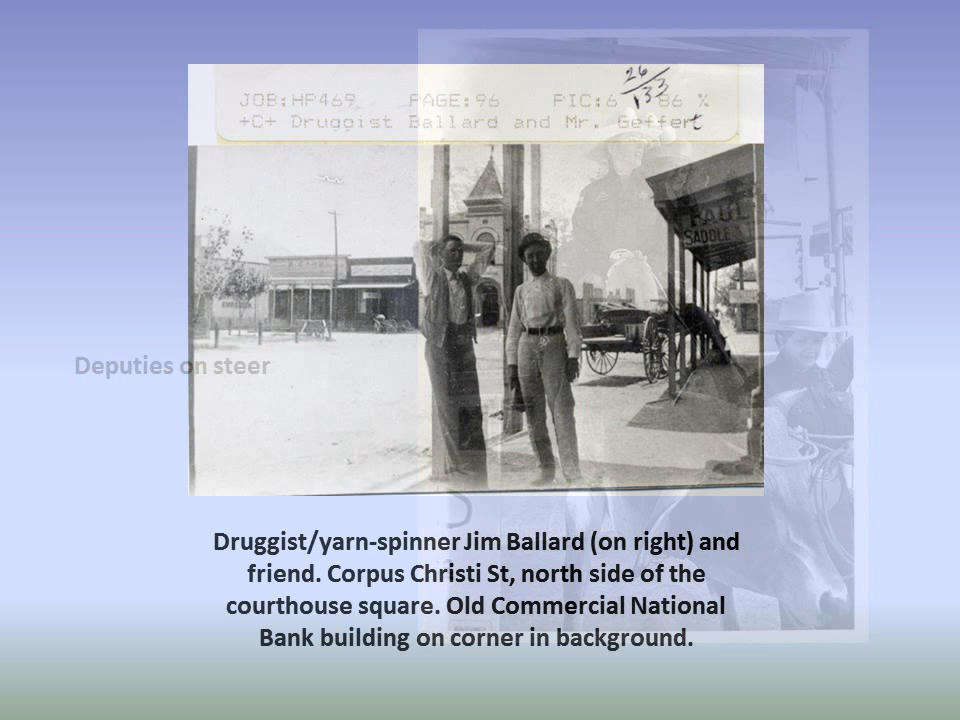 JOB:HP469 PAGE:96 PIC:6 86 %
26/133
+C+ Druggist Ballard and Mr. Geffert
PAUL
SADDLE
EMPORIUM
Deputies on steer
Druggist/yarn-spinner Jim Ballard (on right) and
friend. Corpus Christi St, north side of the
courthouse square. Old Commercial National
Bank building on corner in background.